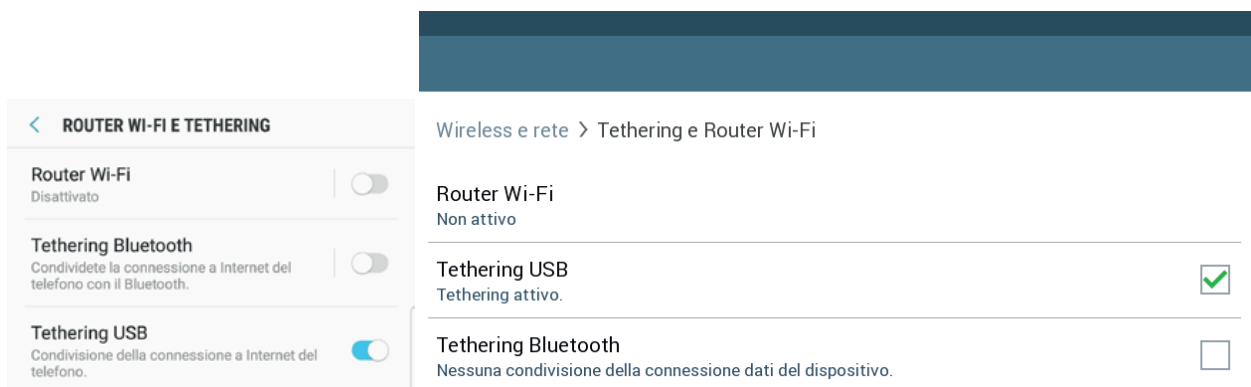 ROUTER WI-FI E TETHERING
Router Wi-Fi
Disattivato
Tethering Bluetooth
Condividete la connessione a Internet del
telefono con il Bluetooth.
Tethering USB
Condivisione della connessione a Internet del
telefono.
Wireless e rete > Tethering e Router Wi-Fi
Router Wi-Fi
Non attivo
Tethering USB
Tethering attivo.
Tethering Bluetooth
Nessuna condivisione della connessione dati del dispositivo.